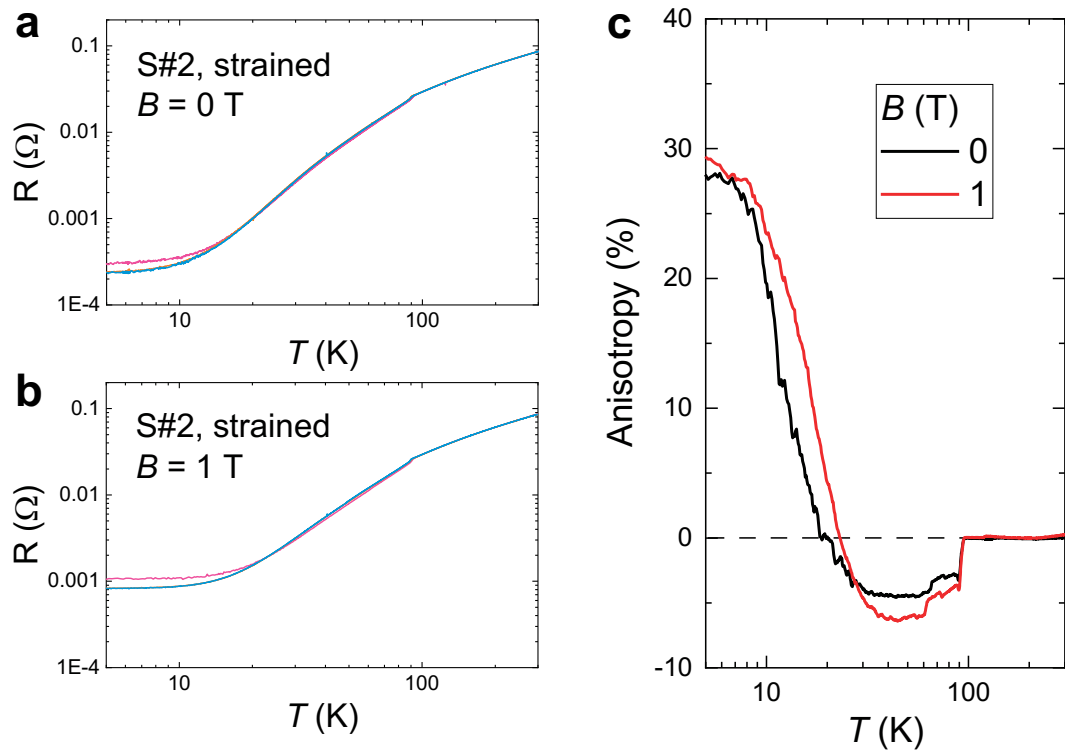 a
S#2, strained
B = 0 T
0.1
0.01
0.001
1E-4
R (Ω)
10
100
T (K)
b
S#2, strained
B = 1 T
0.1
0.01
0.001
1E-4
R (Ω)
10
100
T (K)
c
B (T)
0
1
40
30
20
10
0
-10
Anisotropy (%)
10
100
T (K)